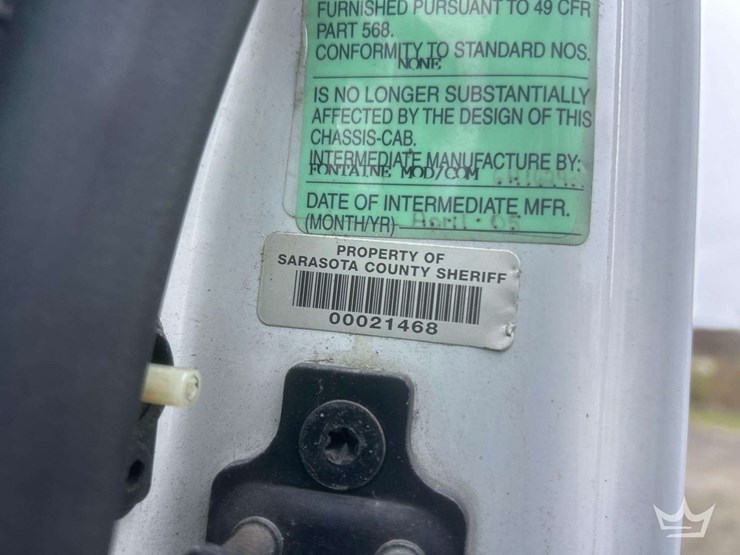 FURNISHED PURSUANT TO 49 CFR
PART 568.
CONFORMITY TO STANDARD NOS.
NONE
IS NO LONGER SUBSTANTIALLY
AFFECTED BY THE DESIGN OF THIS
CHASSIS-CAB.
INTERMEDIATE MANUFACTURE BY:
FONTAINE MOD/COM
DATE OF INTERMEDIATE MFR.
(MONTH/YR) April - 05
PROPERTY OF
SARASOTA COUNTY SHERIFF
00021468